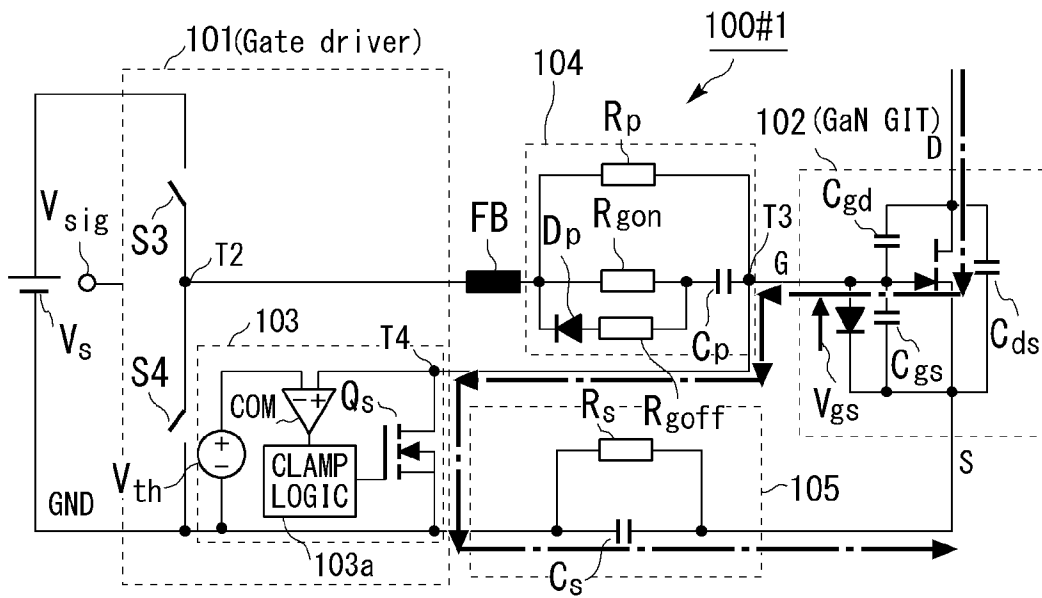 100#1
101(Gate driver)
104
102(GaN GIT)
D
Rp
Cgd
Vsig
S3
T2
FB
Dp
Rgon
T3
G
Vs
Cp
Cds
103
T4
S4
COM
Qs
Rs
Rgoff
Vgs
Cgs
Vth
CLAMP
LOGIC
S
GND
105
103a
Cs
+
−
− +